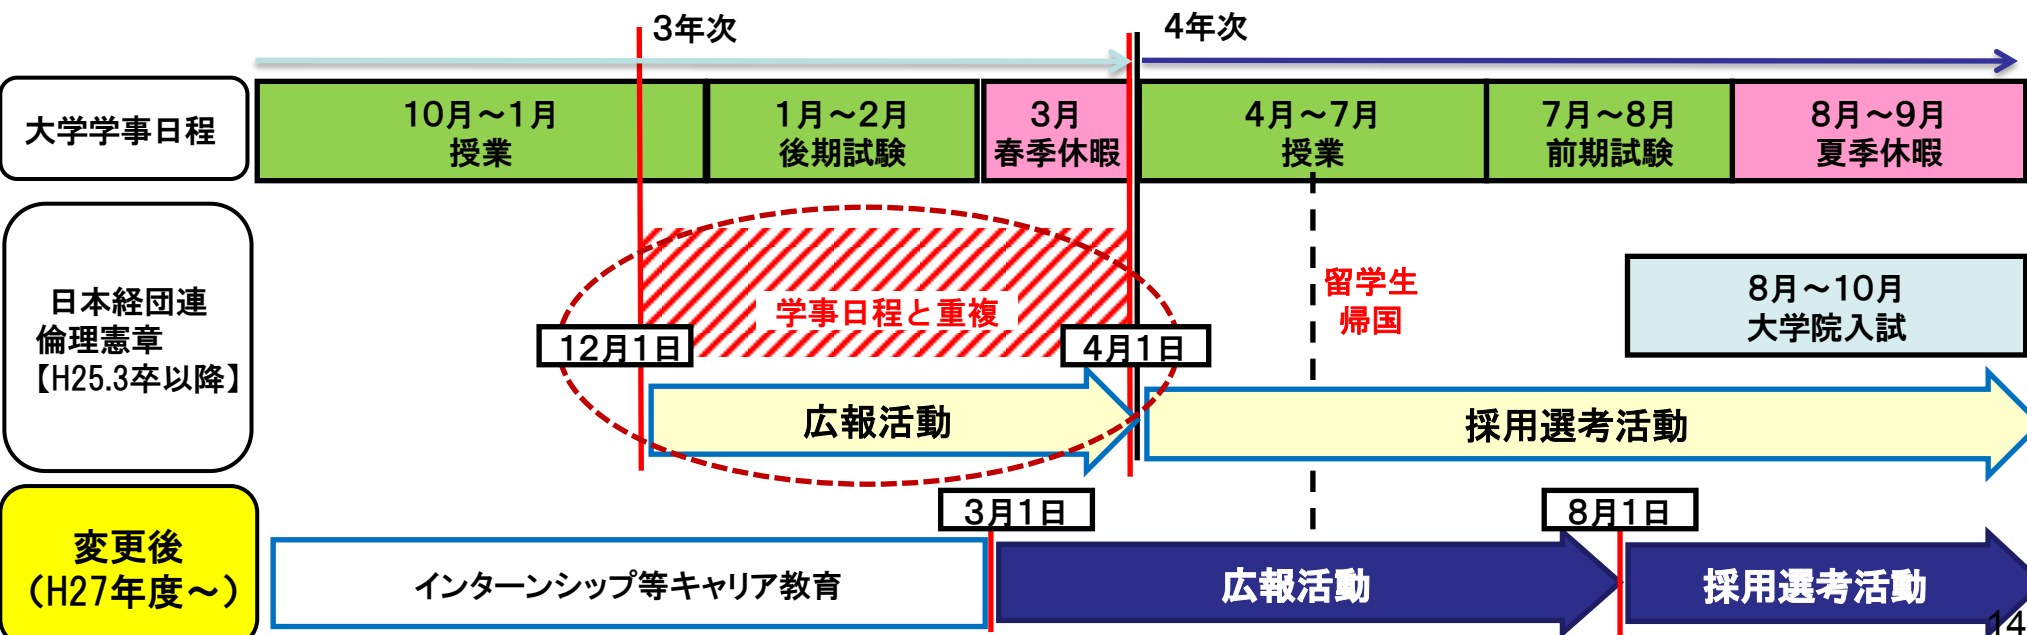 3年次
4年次
大学学事日程
10月～1月
授業
1月～2月
後期試験
3月
春季休暇
4月～7月
授業
7月～8月
前期試験
8月～9月
夏季休暇
日本経団連
倫理憲章
【H25.3卒以降】
学事日程と重複
12月1日
4月1日
留学生
帰国
8月～10月
大学院入試
広報活動
採用選考活動
変更後
（H27年度～）
3月1日
8月1日
インターンシップ等キャリア教育
広報活動
採用選考活動
14